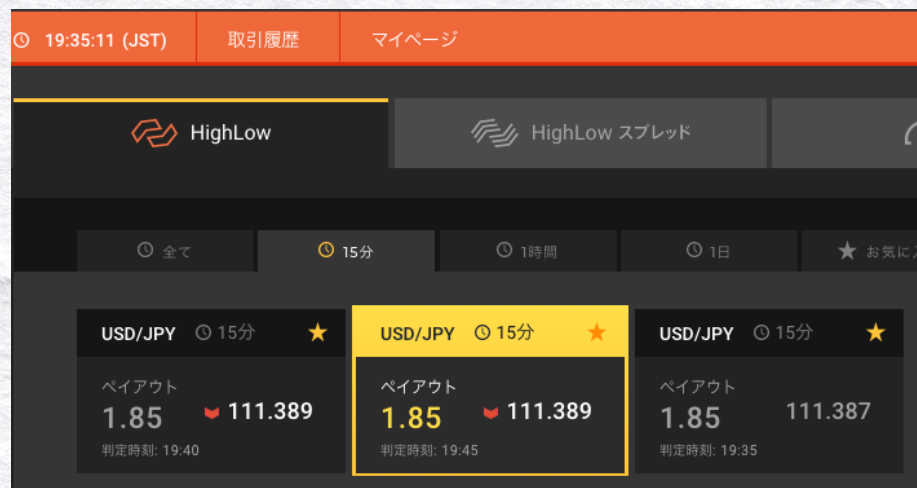 19:35:11 (JST) 取引履歴 マイページ
HighLow HighLow スプレッド
全て 15分 1時間 1日 お気に
USD/JPY 15分 USD/JPY 15分 USD/JPY 15分
ペイアウト ペイアウト ペイアウト
1.85 111.389 1.85 111.389 1.85 111.387
判定時刻: 19:40 判定時刻: 19:45 判定時刻: 19:35